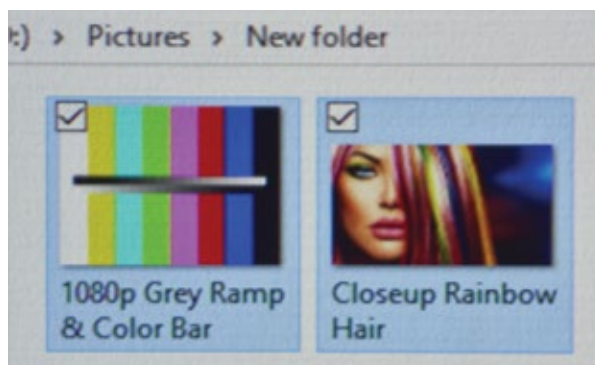 :) › Pictures › New folder
1080p Grey Ramp
& Color Bar
Closeup Rainbow
Hair